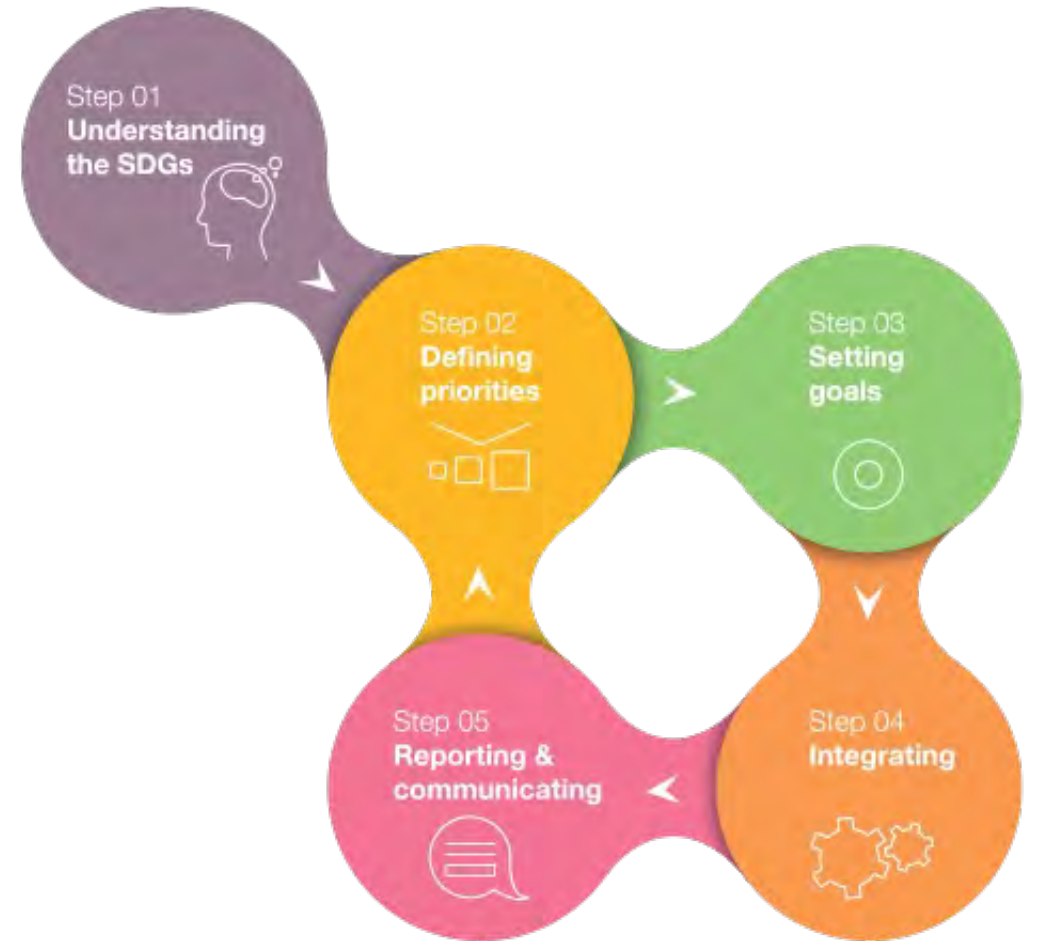 Step 01
Understanding
the SDGs
Step 02
Defining
priorities
Step 03
Setting
goals
Step 04
Integrating
Step 05
Reporting &
communicating